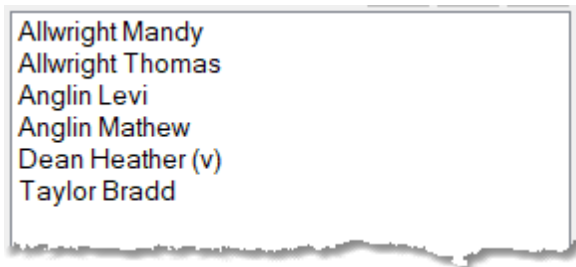 Allwright Mandy
Allwright Thomas
Anglin Levi
Anglin Mathew
Dean Heather (v)
Taylor Bradd